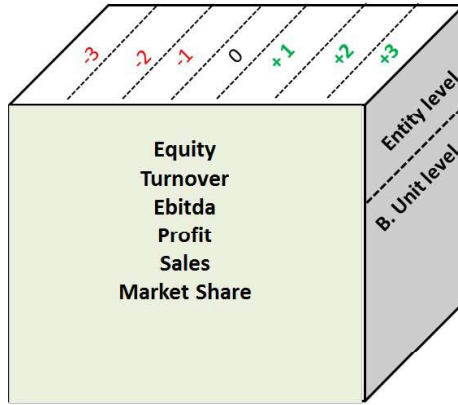 -3 -2 -1 0 +1 +2 +3
Equity
Turnover
Ebitda
Profit
Sales
Market Share
Entity level
B. Unit level